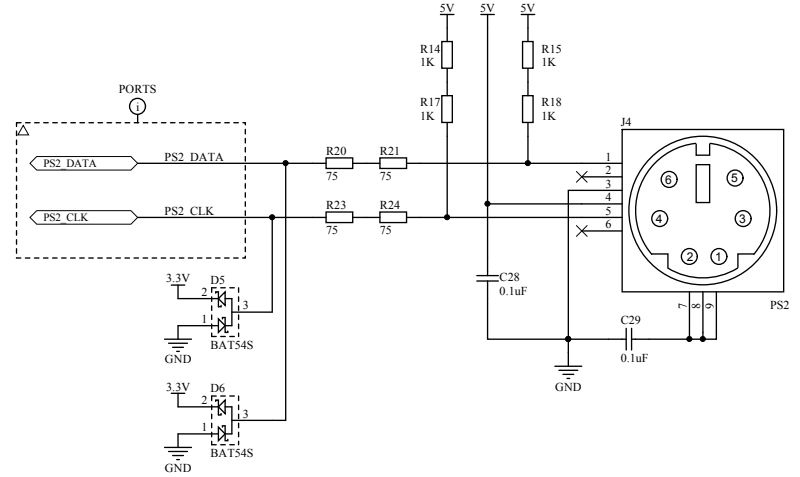 5V 5V 5V
R14
1K
R15
1K
R17
1K
R18
1K
PORTS
i
J4
PS2_DATA PS2_DATA
R20
75
R21
75
PS2_CLK PS2_CLK
R23
75
R24
75
1
2
3
4
5
6
6 5
4 3
2 1
7 8 9
PS2
C28
0.1uF
C29
0.1uF
GND
3.3V D5
2
1
3
GND BAT54S
3.3V D6
2
1
3
GND BAT54S